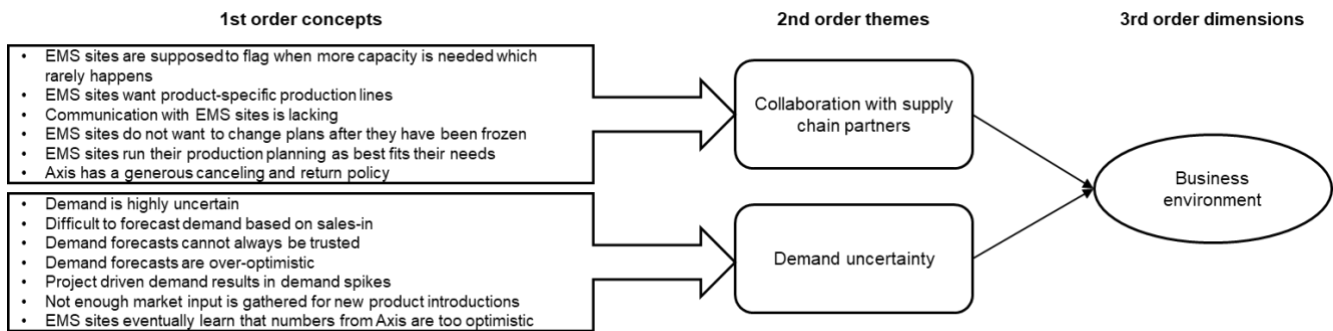 1st order concepts
2nd order themes
3rd order dimensions
• EMS sites are supposed to flag when more capacity is needed which
rarely happens
• EMS sites want product-specific production lines
• Communication with EMS sites is lacking
• EMS sites do not want to change plans after they have been frozen
• EMS sites run their production planning as best fits their needs
• Axis has a generous canceling and return policy
Collaboration with supply
chain partners
• Demand is highly uncertain
• Difficult to forecast demand based on sales-in
• Demand forecasts cannot always be trusted
• Demand forecasts are over-optimistic
• Project driven demand results in demand spikes
• Not enough market input is gathered for new product introductions
• EMS sites eventually learn that numbers from Axis are too optimistic
Demand uncertainty
Business
environment